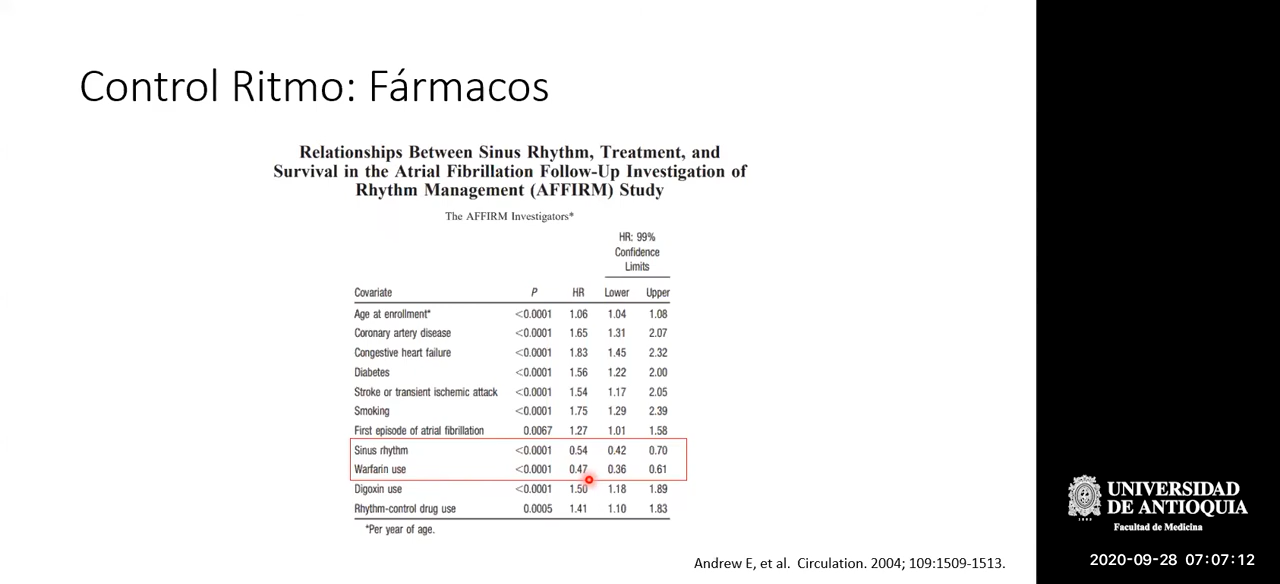 Control Ritmo: Fármacos
Relationships Between Sinus Rhythm, Treatment, and
Survival in the Atrial Fibrillation Follow-Up Investigation of
Rhythm Management (AFFIRM) Study
The AFFIRM Investigators*
HR: 99%
Confidence
Limits
Covariate P HR Lower Upper
Age at enrollment* <0.0001 1.06 1.04 1.08
Coronary artery disease <0.0001 1.65 1.31 2.07
Congestive heart failure <0.0001 1.83 1.45 2.32
Diabetes <0.0001 1.56 1.22 2.00
Stroke or transient ischemic attack <0.0001 1.54 1.17 2.05
Smoking <0.0001 1.75 1.29 2.39
First episode of atrial fibrillation 0.0067 1.27 1.01 1.58
Sinus rhythm <0.0001 0.54 0.42 0.70
Warfarin use <0.0001 0.47 0.36 0.61
Digoxin use <0.0001 1.50 1.18 1.89
Rhythm-control drug use 0.0005 1.41 1.10 1.83
*Per year of age.
Andrew E, et al. Circulation. 2004; 109:1509-1513.
UNIVERSIDAD
DE ANTIOQUIA
Facultad de Medicina
1803
2020-09-28 07:07:12